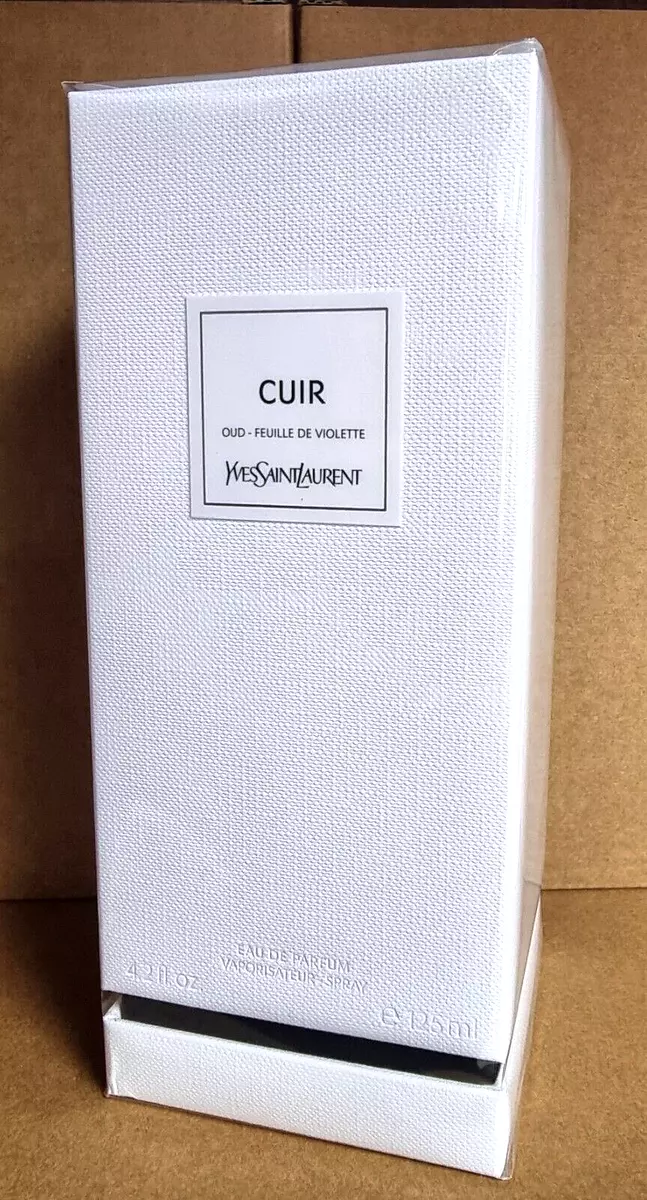 CUIR
OUD - FEUILLE DE VIOLETTE
YVESSAINTLAURENT
EAU DE PARFUM
VAPORISATEUR - SPRAY
4.2 fl. oz.
e 125 ml